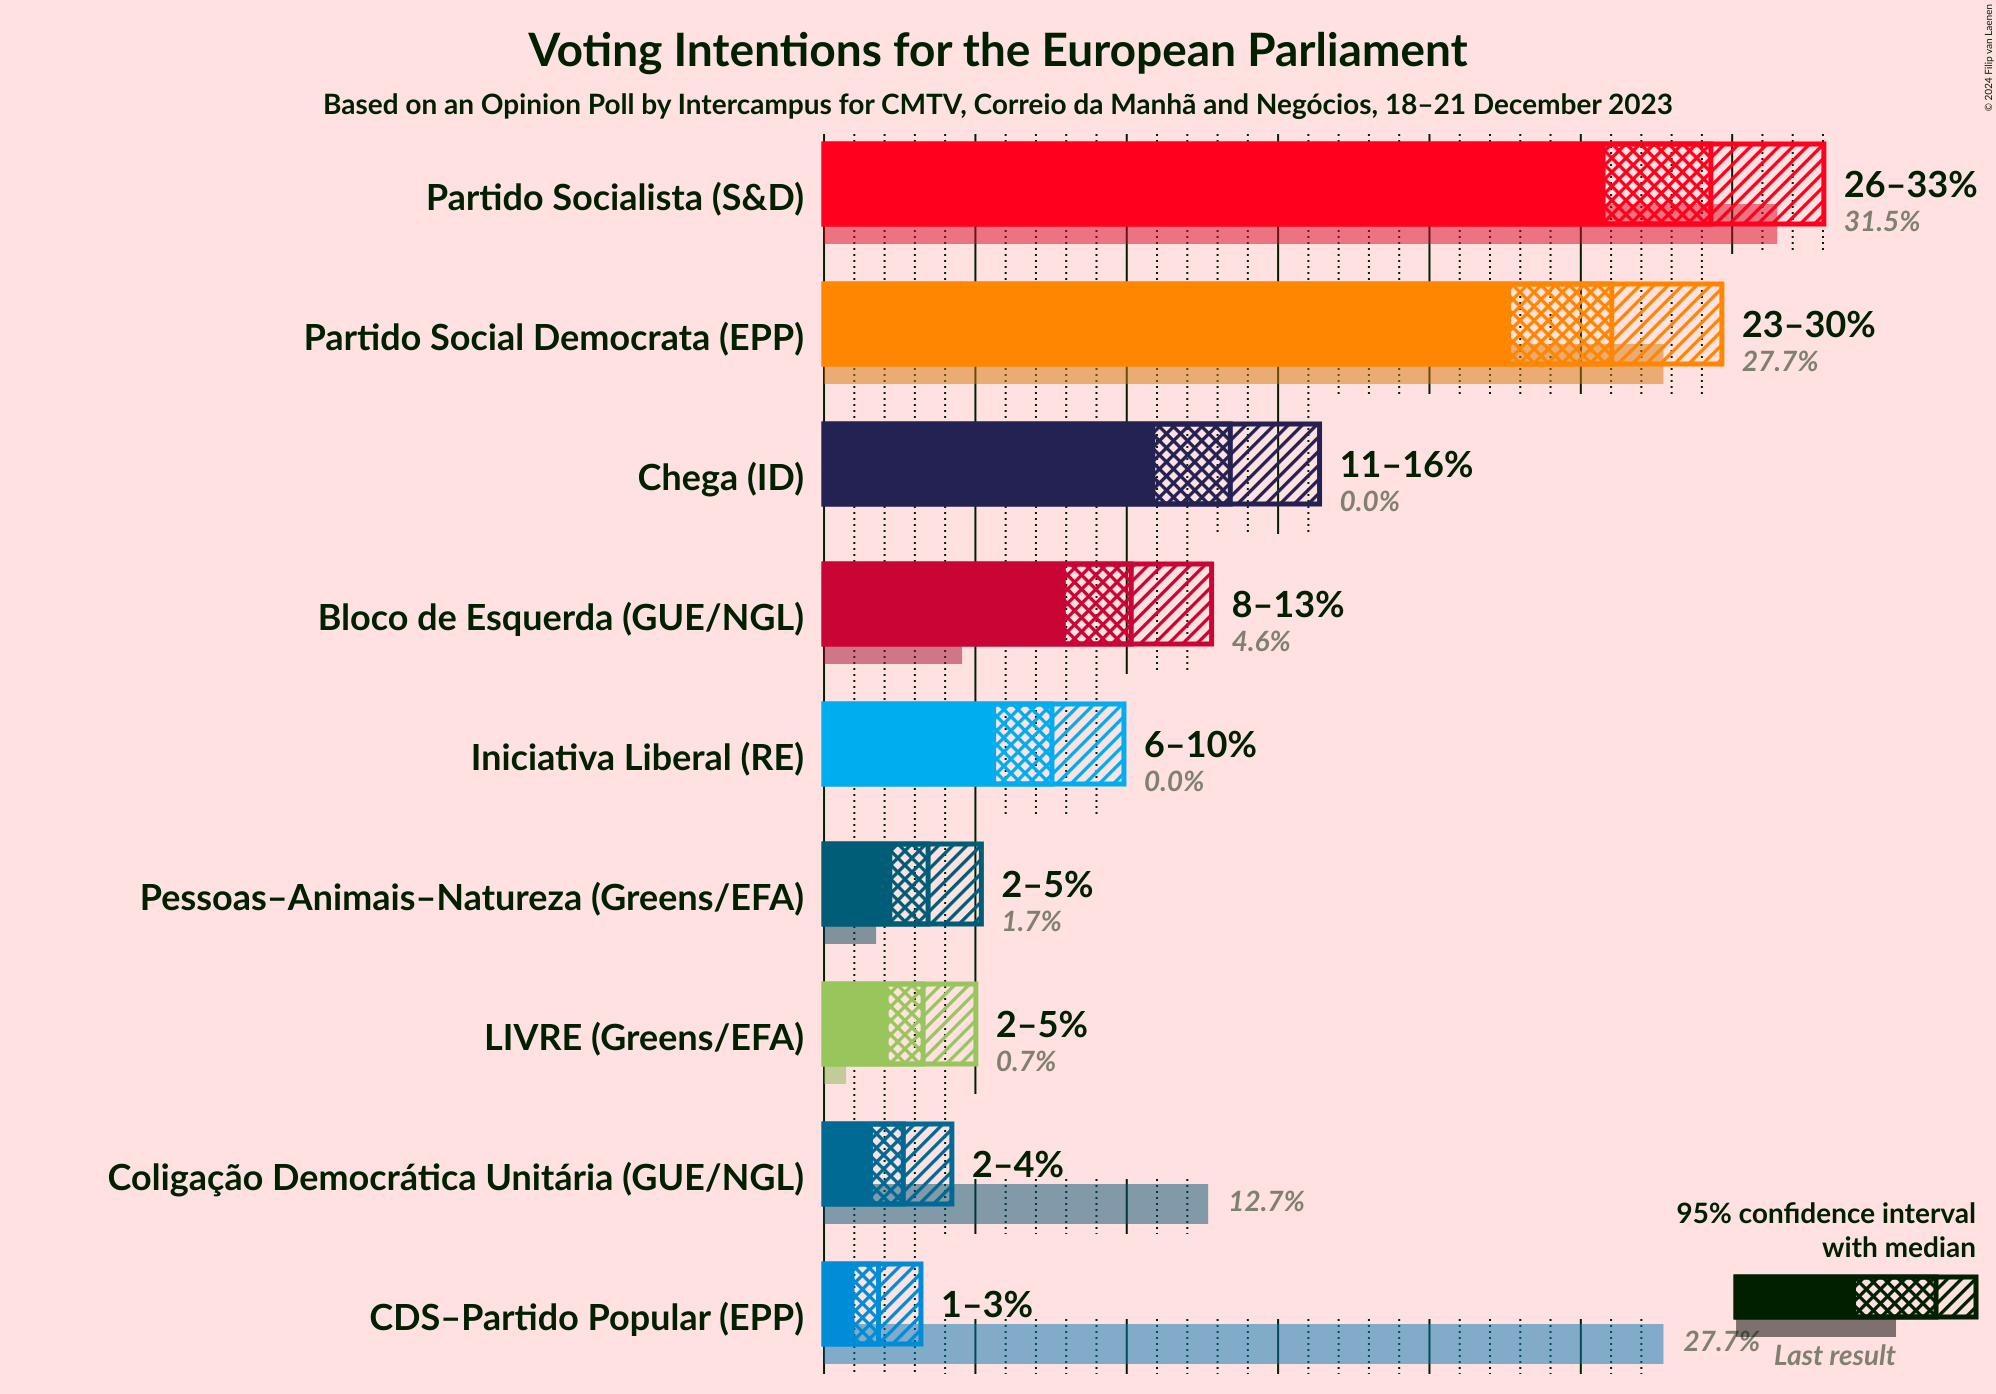 Voting Intentions for the European Parliament
Based on an Opinion Poll by Intercampus for CMTV, Correio da Manhã and Negócios, 18–21 December 2023
© 2024 Filip van Laenen
Partido Socialista (S&D)
26–33%
31.5%
Partido Social Democrata (EPP)
23–30%
27.7%
Chega (ID)
11–16%
0.0%
Bloco de Esquerda (GUE/NGL)
8–13%
4.6%
Iniciativa Liberal (RE)
6–10%
0.0%
Pessoas–Animais–Natureza (Greens/EFA)
2–5%
1.7%
LIVRE (Greens/EFA)
2–5%
0.7%
Coligação Democrática Unitária (GUE/NGL)
2–4%
12.7%
CDS–Partido Popular (EPP)
1–3%
27.7%
95% confidence interval
with median
Last result